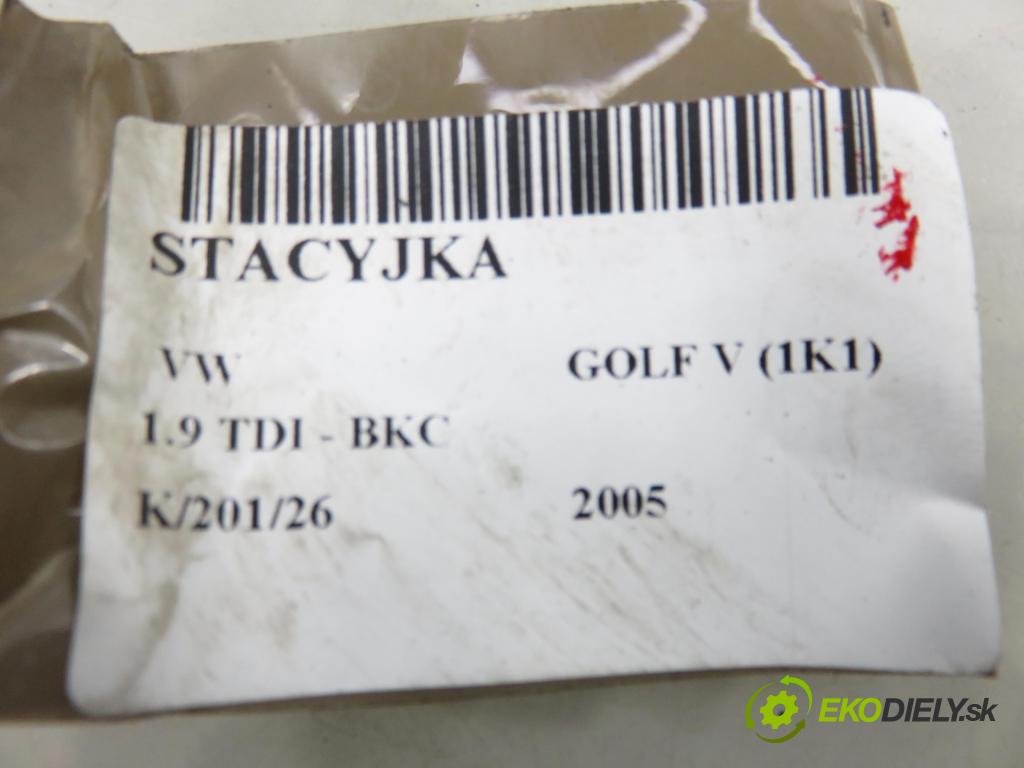 STACYJKA
VW GOLF V (1K1)
1.9 TDI - BKC
K/201/26 2005
EKODIELY.sk